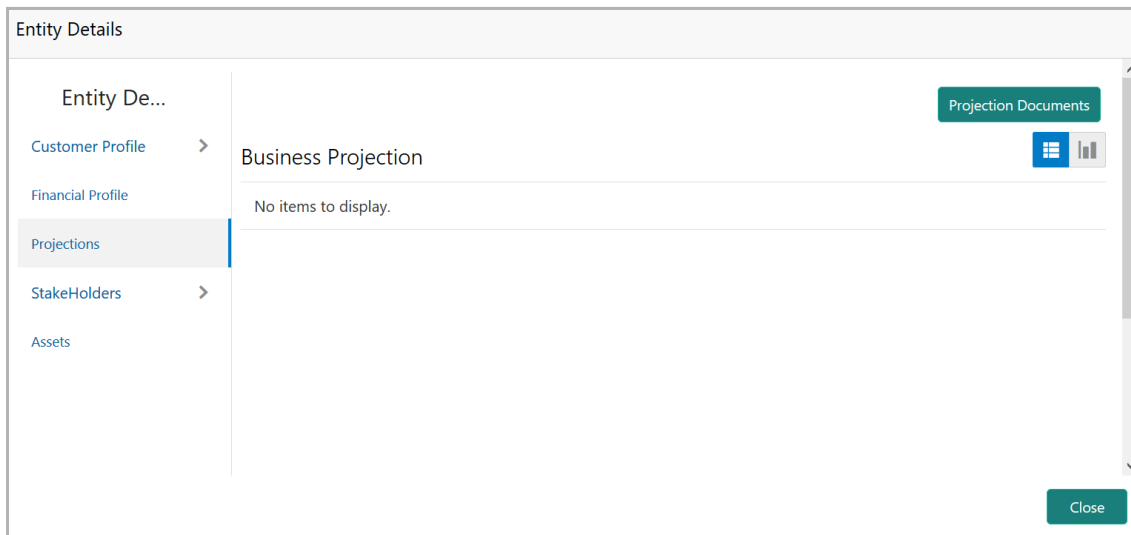 Entity Details
Entity De...
Customer Profile
Financial Profile
Projections
StakeHolders
Assets
Projection Documents
Business Projection
No items to display.
Close